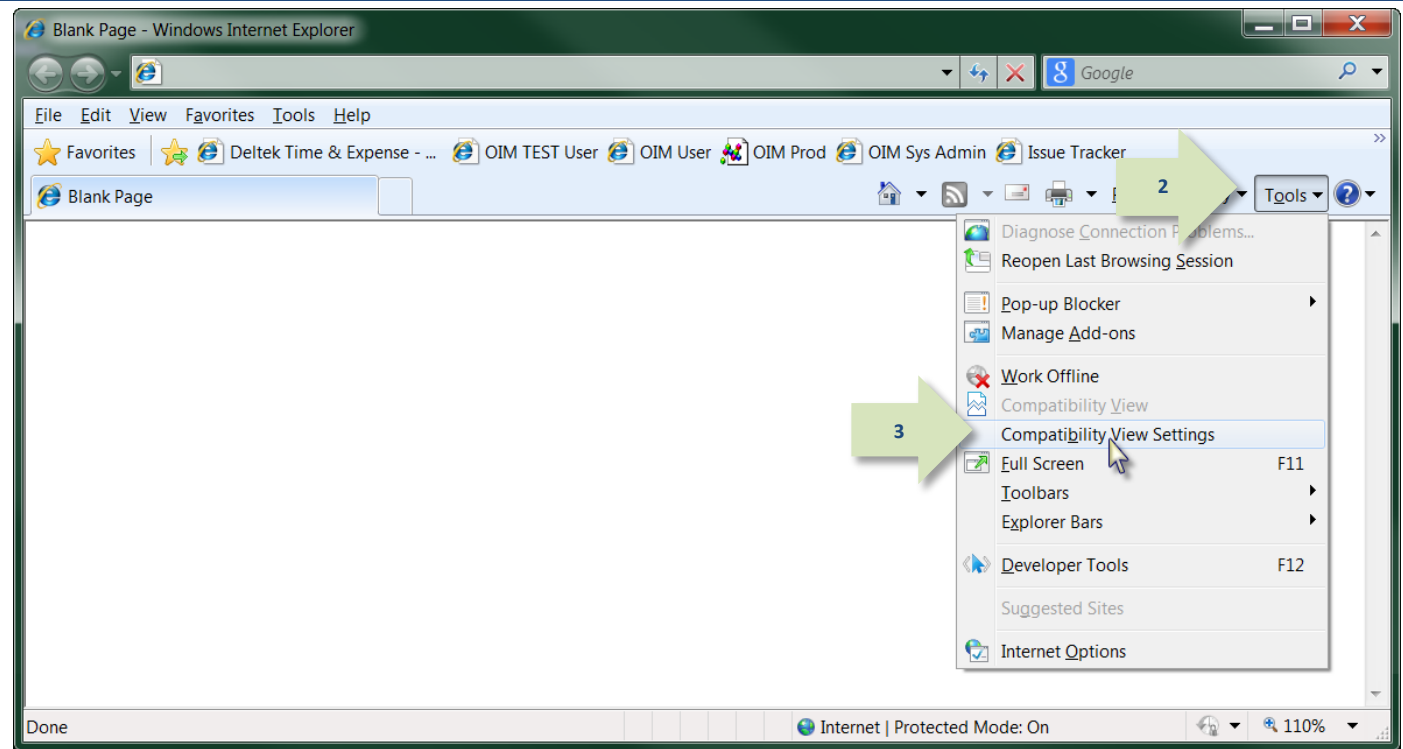 Blank Page - Windows Internet Explorer
Google
File Edit View Favorites Tools Help
Favorites Deltek Time & Expense - ... OIM TEST User OIM User OIM Prod OIM Sys Admin Issue Tracker
Blank Page 2 Tools
Diagnose Connection Problems...
Reopen Last Browsing Session
Pop-up Blocker
Manage Add-ons
Work Offline
Compatibility View
3 Compatibility View Settings
Full Screen F11
Toolbars
Explorer Bars
Developer Tools F12
Suggested Sites
Internet Options
Done Internet | Protected Mode: On 110%